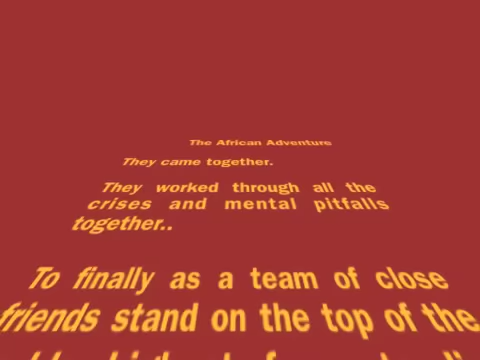 The African Adventure
They came together.
They worked through all the
crises and mental pitfalls
together..
To finally as a team of close
friends stand on the top of the